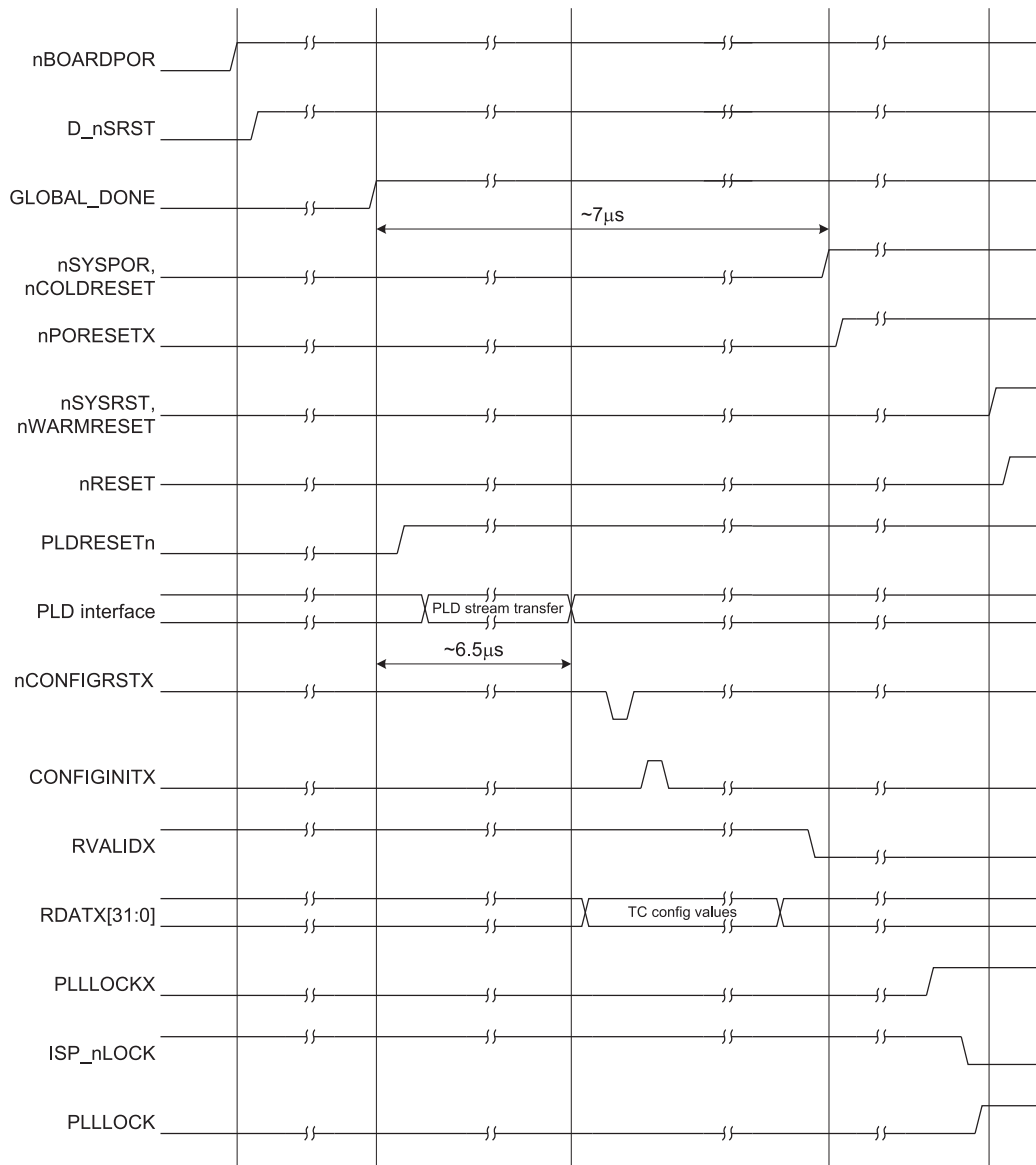 nBOARDPOR
D_nSRST
GLOBAL_DONE
~7μs
nSYSPOR,
nCOLDRESET
nPORESETX
nSYSRST,
nWARMRESET
nRESET
PLDRESETn
PLD interface
PLD stream transfer
~6.5μs
nCONFIGRSTX
CONFIGINITX
RVALIDX
RDATX[31:0]
TC config values
PLLLOCKX
ISP_nLOCK
PLLLOCK